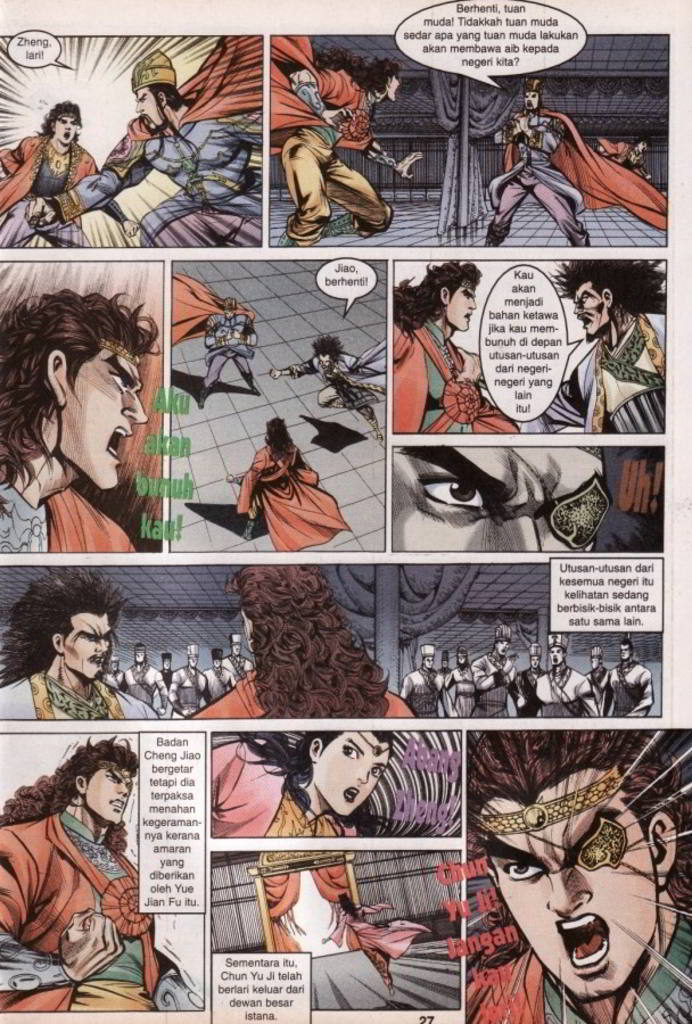 Zheng,
lari!
Berhenti, tuan
muda! Tidakkah tuan muda
sedar apa yang tuan muda lakukan
akan membawa aib kepada
negeri kita?
Aku
akan
bunuh
kau!
Jiao,
berhenti!
Kau
akan
menjadi
bahan ketawa
jika kau mem-
bunuh di depan
utusan-utusan
dari negeri-
negeri yang
lain
itu!
Uh!
Utusan-utusan dari
kesemua negeri itu
kelihatan sedang
berbisik-bisik antara
satu sama lain.
Badan
Cheng Jiao
bergetar
tetapi dia
terpaksa
menahan
kegeraman-
nya kerana
amaran
yang
diberikan
oleh Yue
Jian Fu itu.
Abang
Zheng!
Sementara itu,
Chun Yu Ji telah
berlari keluar dari
dewan besar
istana.
Chun
Yu Ji!
Jangan
27